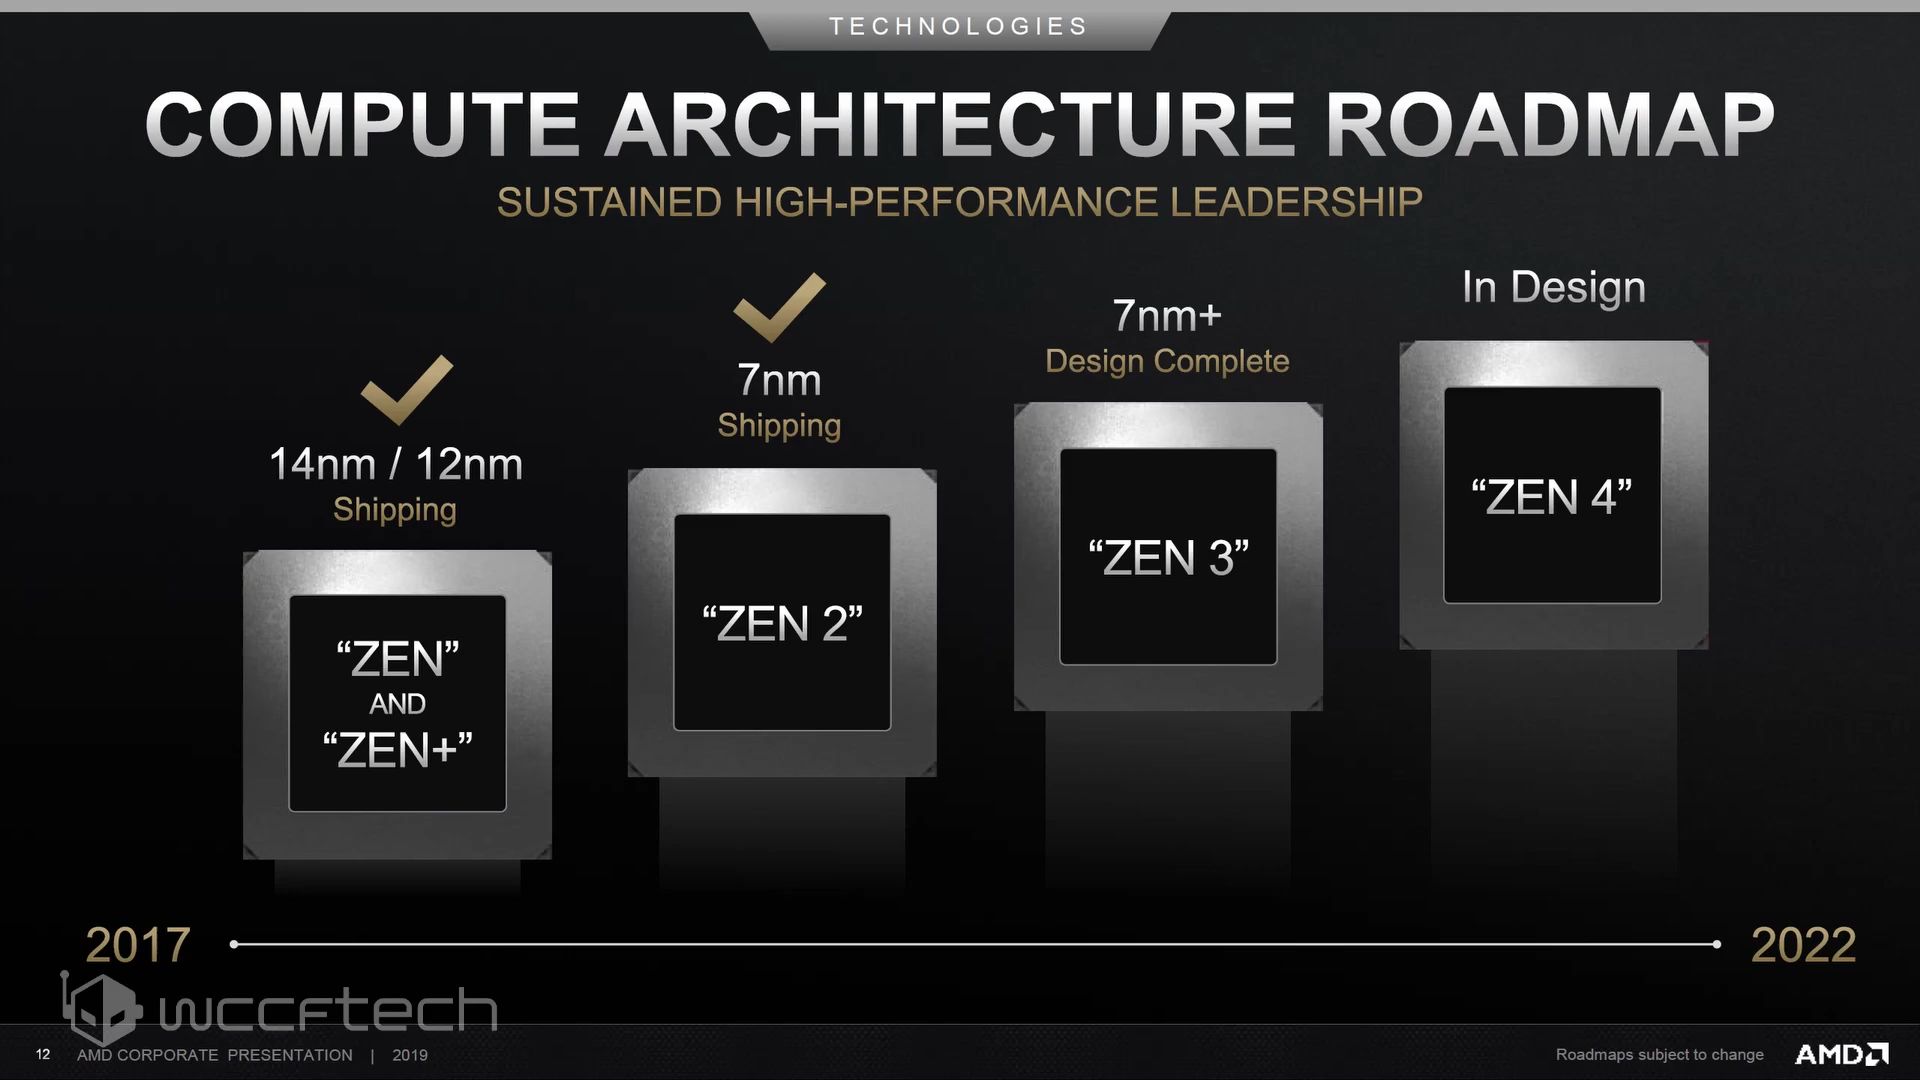 TECHNOLOGIES
COMPUTE ARCHITECTURE ROADMAP
SUSTAINED HIGH-PERFORMANCE LEADERSHIP
14nm / 12nm
Shipping
“ZEN”
AND
“ZEN+”
7nm
Shipping
“ZEN 2”
7nm+
Design Complete
“ZEN 3”
In Design
“ZEN 4”
2017
2022
wccftech
12 AMD CORPORATE PRESENTATION | 2019
Roadmaps subject to change
AMD